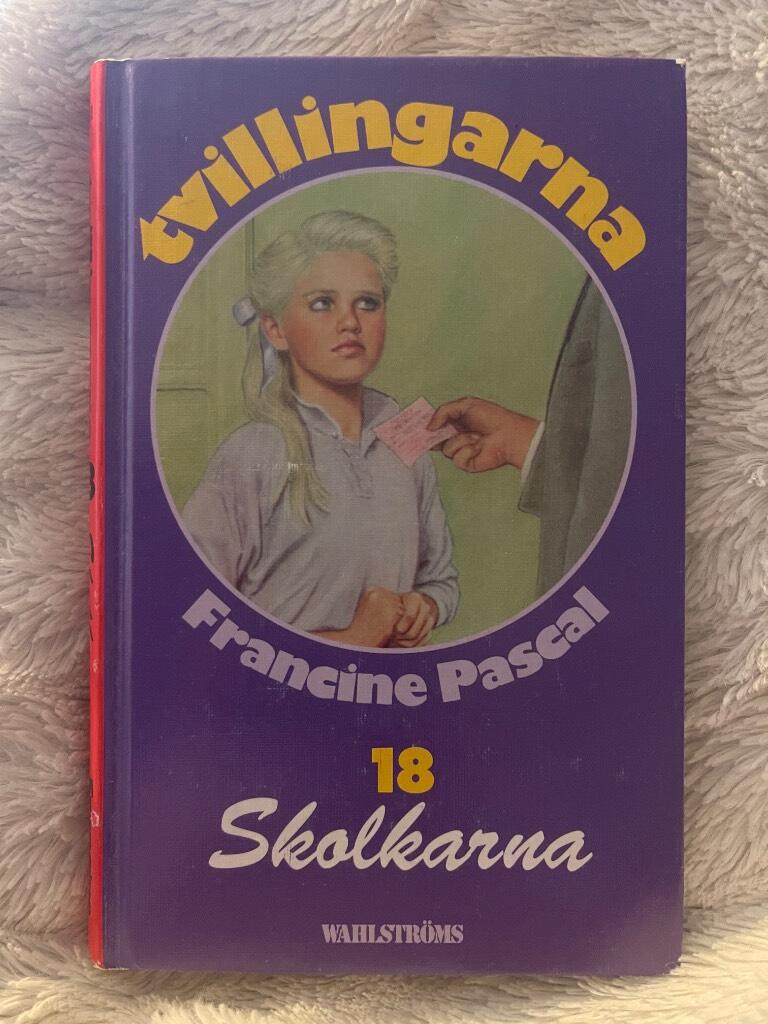 tvillingarna
Francine Pascal
18
Skolkarna
WAHLSTRÖMS